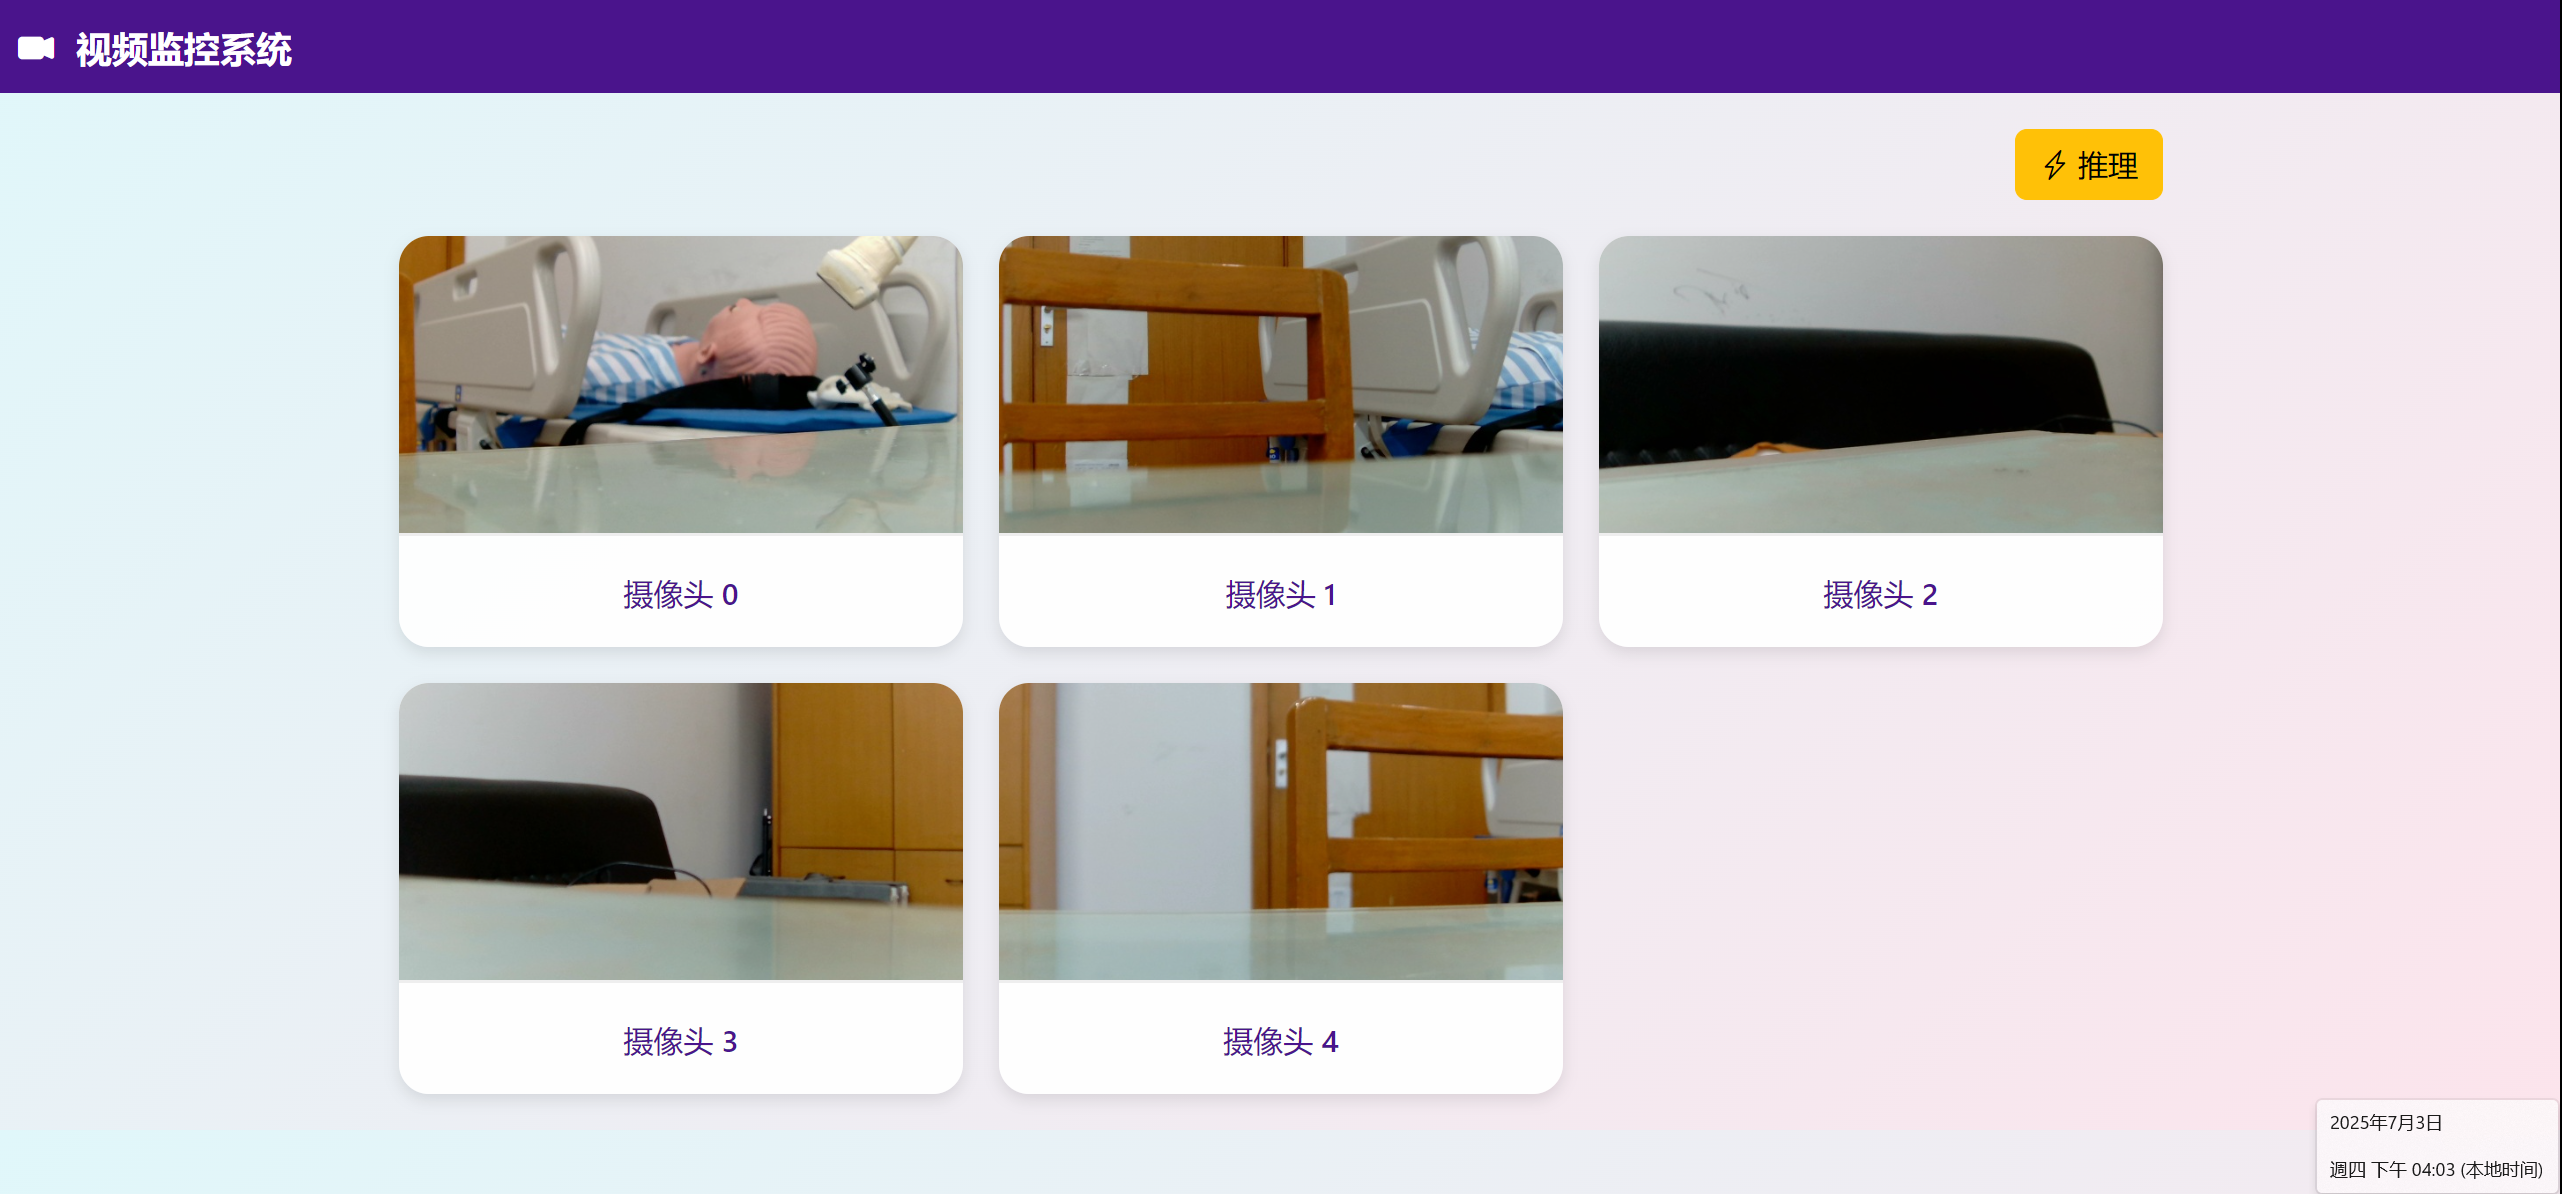 视频监控系统
推理
摄像头 0
摄像头 1
摄像头 2
摄像头 3
摄像头 4
2025年7月3日
週四 下午 04:03 (本地时间)